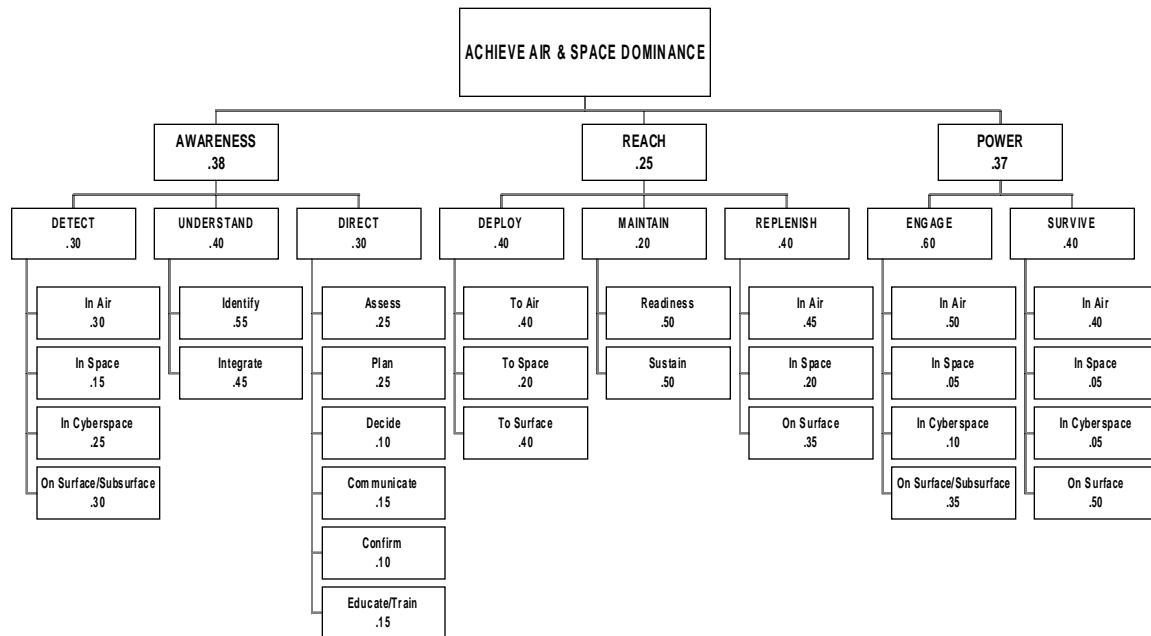 ACHIEVE AIR & SPACE DOMINANCE
AWARENESS
.38
REACH
.25
POWER
.37
DETECT
.30
UNDERSTAND
.40
DIRECT
.30
DEPLOY
.40
MAINTAIN
.20
REPLENISH
.40
ENGAGE
.60
SURVIVE
.40
In Air
.30
In Space
.15
In Cyberspace
.25
On Surface/Subsurface
.30
Identify
.55
Integrate
.45
Assess
.25
Plan
.25
Decide
.10
Communicate
.15
Confirm
.10
Educate/Train
.15
To Air
.40
To Space
.20
To Surface
.40
Readiness
.50
Sustain
.50
In Air
.45
In Space
.20
On Surface
.35
In Air
.50
In Space
.05
In Cyberspace
.10
On Surface/Subsurface
.35
In Air
.40
In Space
.05
In Cyberspace
.05
On Surface
.50